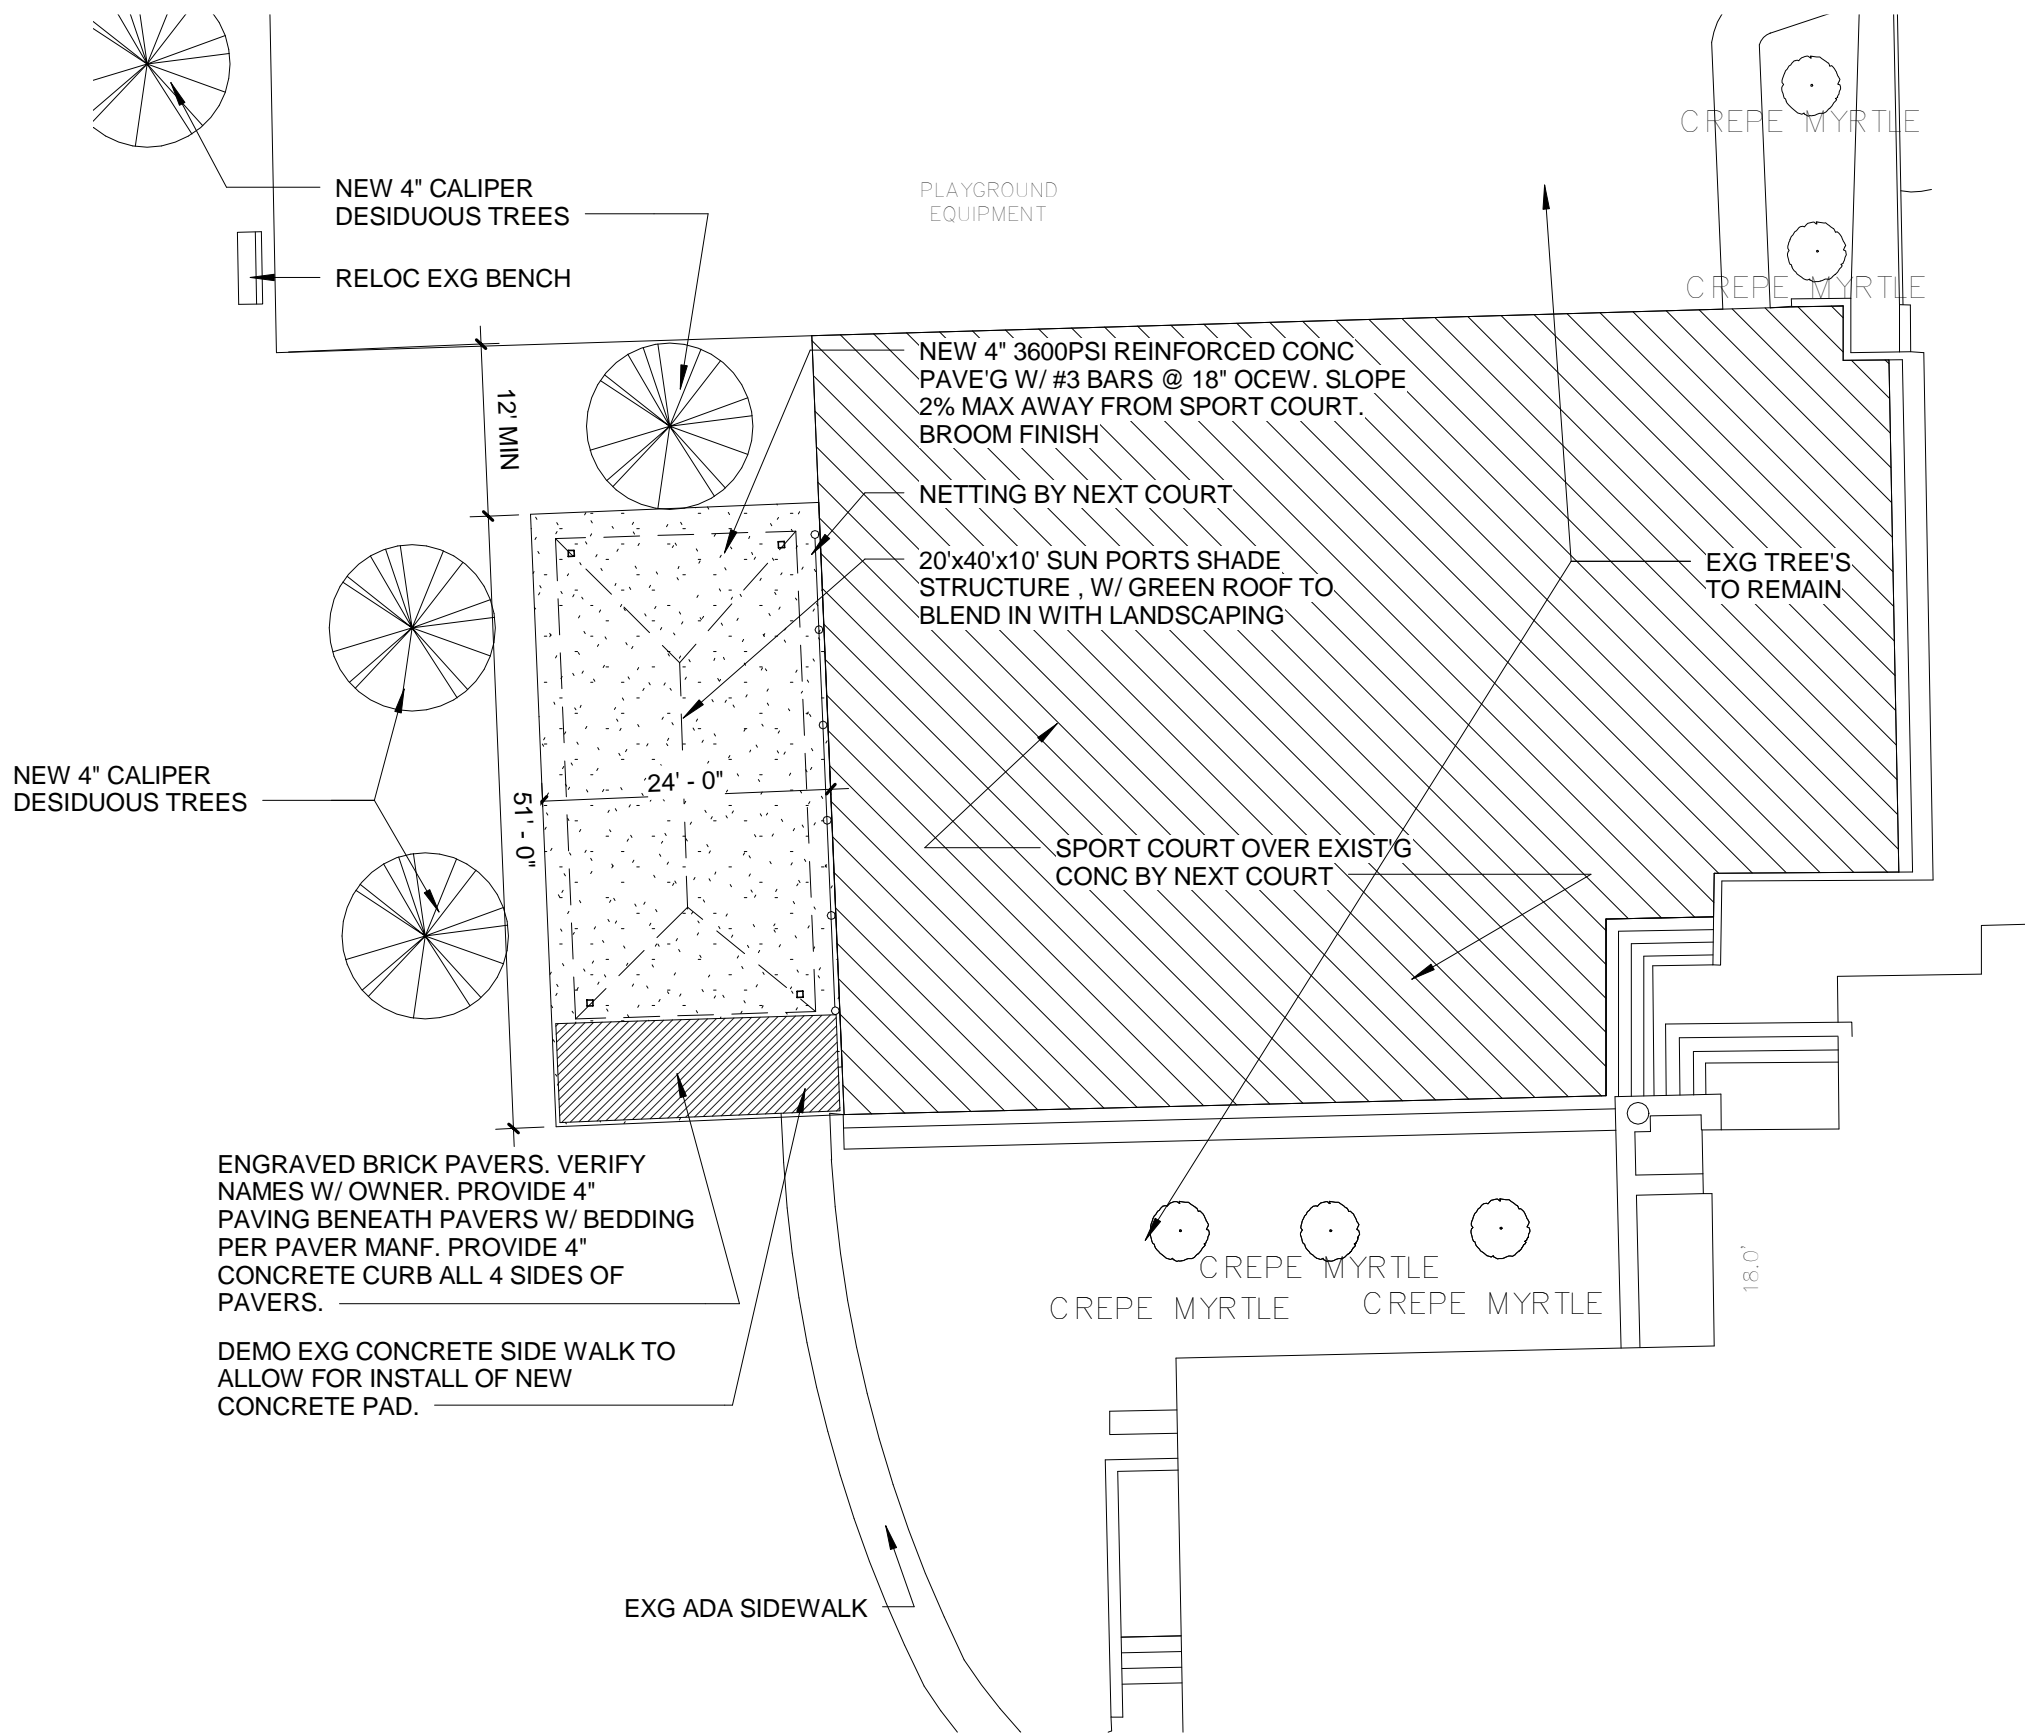 CREPE MYRTLE
NEW 4" CALIPER
DESIDUOUS TREES
PLAYGROUND
EQUIPMENT
RELOC EXG BENCH
CREPE MYRTLE
12' MIN
NEW 4" 3600PSI REINFORCED CONC
PAVE'G W/ #3 BARS @ 18" OCEW. SLOPE
2% MAX AWAY FROM SPORT COURT.
BROOM FINISH
NETTING BY NEXT COURT
20'x40'x10' SUN PORTS SHADE
STRUCTURE , W/ GREEN ROOF TO
BLEND IN WITH LANDSCAPING
EXG TREE'S
TO REMAIN
NEW 4" CALIPER
DESIDUOUS TREES
24' - 0"
51' - 0"
SPORT COURT OVER EXIST'G
CONC BY NEXT COURT
ENGRAVED BRICK PAVERS. VERIFY
NAMES W/ OWNER. PROVIDE 4"
PAVING BENEATH PAVERS W/ BEDDING
PER PAVER MANF. PROVIDE 4"
CONCRETE CURB ALL 4 SIDES OF
PAVERS.
CREPE MYRTLE
CREPE MYRTLE
CREPE MYRTLE
18.0'
DEMO EXG CONCRETE SIDE WALK TO
ALLOW FOR INSTALL OF NEW
CONCRETE PAD.
EXG ADA SIDEWALK